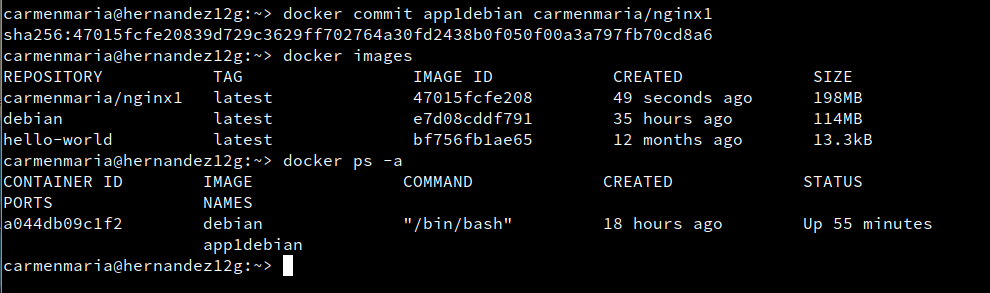 carmenmaria@hernandez12g:~> docker commit app1debian carmenmaria/nginx1
sha256:47015fcfe20839d729c3629ff702764a30fd2438b0f050f00a3a797fb70cd8a6
carmenmaria@hernandez12g:~> docker images
REPOSITORY TAG IMAGE ID CREATED SIZE
carmenmaria/nginx1 latest 47015fcfe208 49 seconds ago 198MB
debian latest e7d08cddf791 35 hours ago 114MB
hello-world latest bf756fb1ae65 12 months ago 13.3kB
carmenmaria@hernandez12g:~> docker ps -a
CONTAINER ID IMAGE COMMAND CREATED STATUS
PORTS NAMES
a044db09c1f2 debian "/bin/bash" 18 hours ago Up 55 minutes
app1debian
carmenmaria@hernandez12g:~>